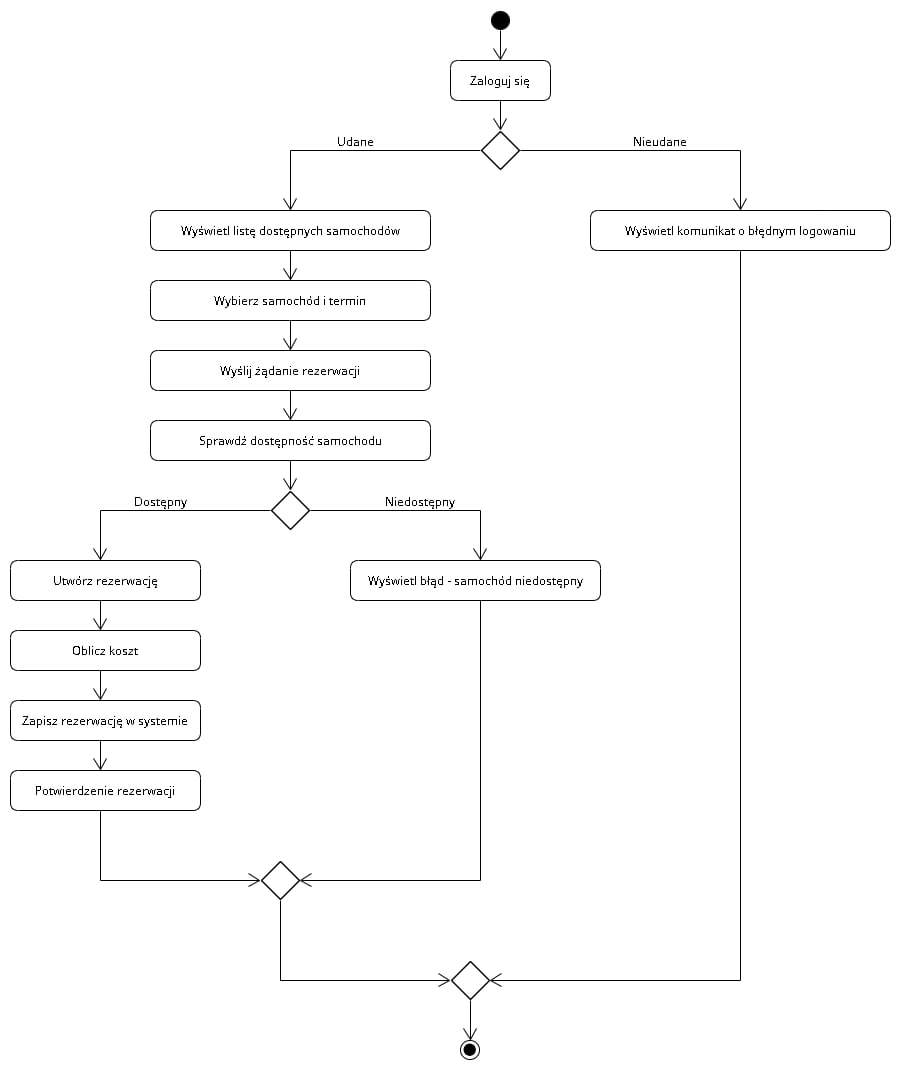 Zaloguj się
Udane
Nieudane
Wyświetl listę dostępnych samochodów
Wyświetl komunikat o błędnym logowaniu
Wybierz samochód i termin
Wyślij żądanie rezerwacji
Sprawdź dostępność samochodu
Dostępny
Niedostępny
Utwórz rezerwację
Wyświetl błąd - samochód niedostępny
Oblicz koszt
Zapisz rezerwację w systemie
Potwierdzenie rezerwacji